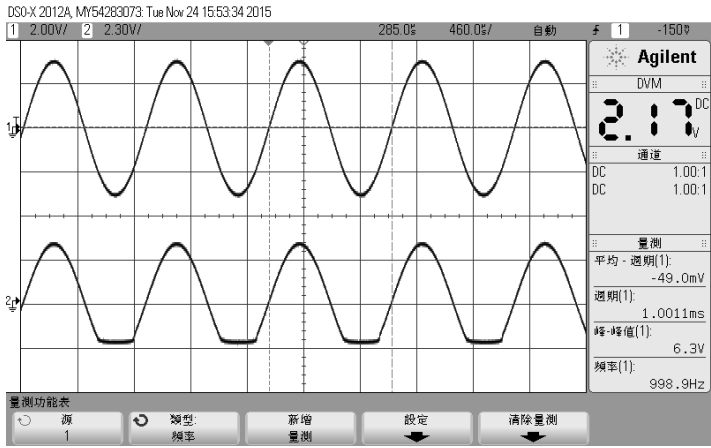 DSO-X 2012A, MY54283073: Tue Nov 24 15:53:34 2015
1 2.00V/ 2 2.30V/ 285.0㎲ 460.0㎲/ 自動 1 -150
Agilent
DVM
2.17 DC V
通道
DC 1.00:1
DC 1.00:1
量測
平均 - 週期(1):
-49.0mV
週期(1):
1.0011ms
峰-峰值(1):
6.3V
頻率(1):
998.9Hz
1
T
2
量測功能表
源 類型: 新增 設定 清除量測
1 頻率 量測